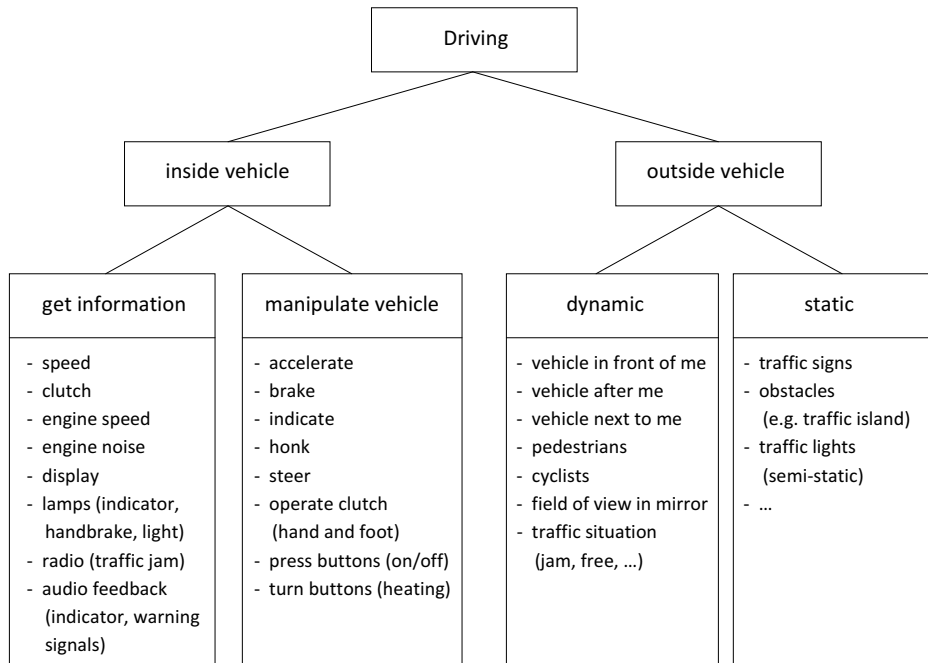 Driving
inside vehicle
outside vehicle
get information
- speed
- clutch
- engine speed
- engine noise
- display
- lamps (indicator,
handbrake, light)
- radio (traffic jam)
- audio feedback
(indicator, warning
signals)
manipulate vehicle
- accelerate
- brake
- indicate
- honk
- steer
- operate clutch
(hand and foot)
- press buttons (on/off)
- turn buttons (heating)
dynamic
- vehicle in front of me
- vehicle after me
- vehicle next to me
- pedestrians
- cyclists
- field of view in mirror
- traffic situation
(jam, free, …)
static
- traffic signs
- obstacles
(e.g. traffic island)
- traffic lights
(semi-static)
- …